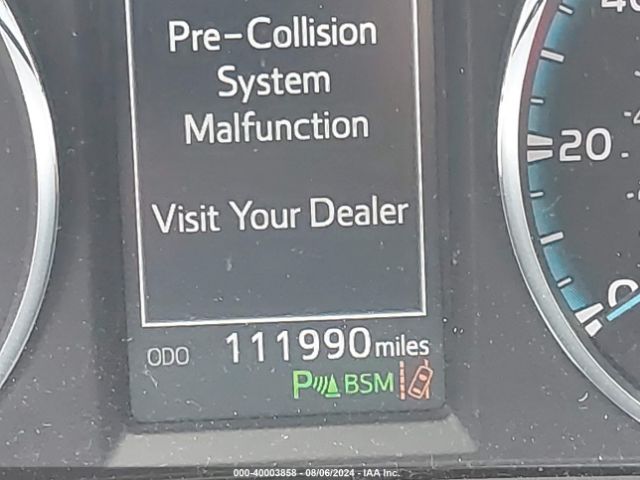 Pre-Collision
System
Malfunction
Visit Your Dealer
ODO 111990 miles
P BSM
20
0
000-40003858 - 08/06/2024 - IAA Inc.